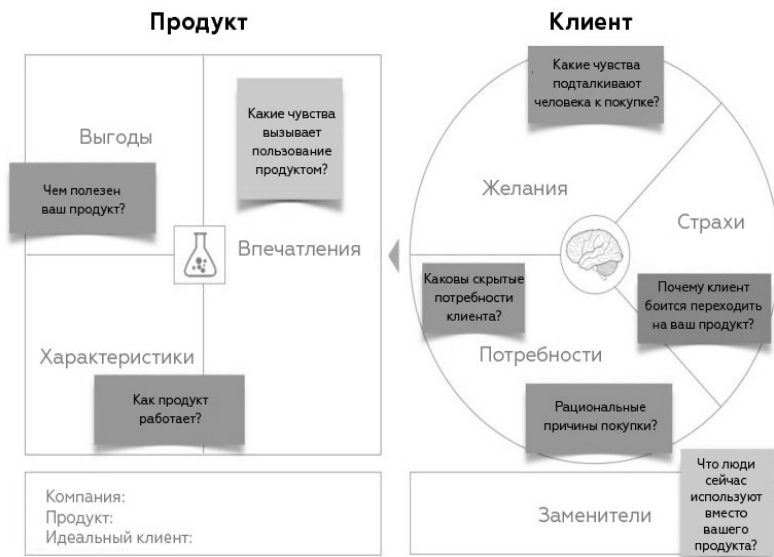 Продукт
Выгоды
Чем полезен
ваш продукт?
Какие чувства
вызывает
пользование
продуктом?
Впечатления
Характеристики
Как продукт
работает?
Компания:
Продукт:
Идеальный клиент:
Клиент
Какие чувства
подталкивают
человека к покупке?
Желания
Страхи
Каковы скрытые
потребности
клиента?
Почему клиент
боится переходить
на ваш продукт?
Потребности
Рациональные
причины покупки?
Заменители
Что люди
сейчас
используют
вместо
вашего
продукта?